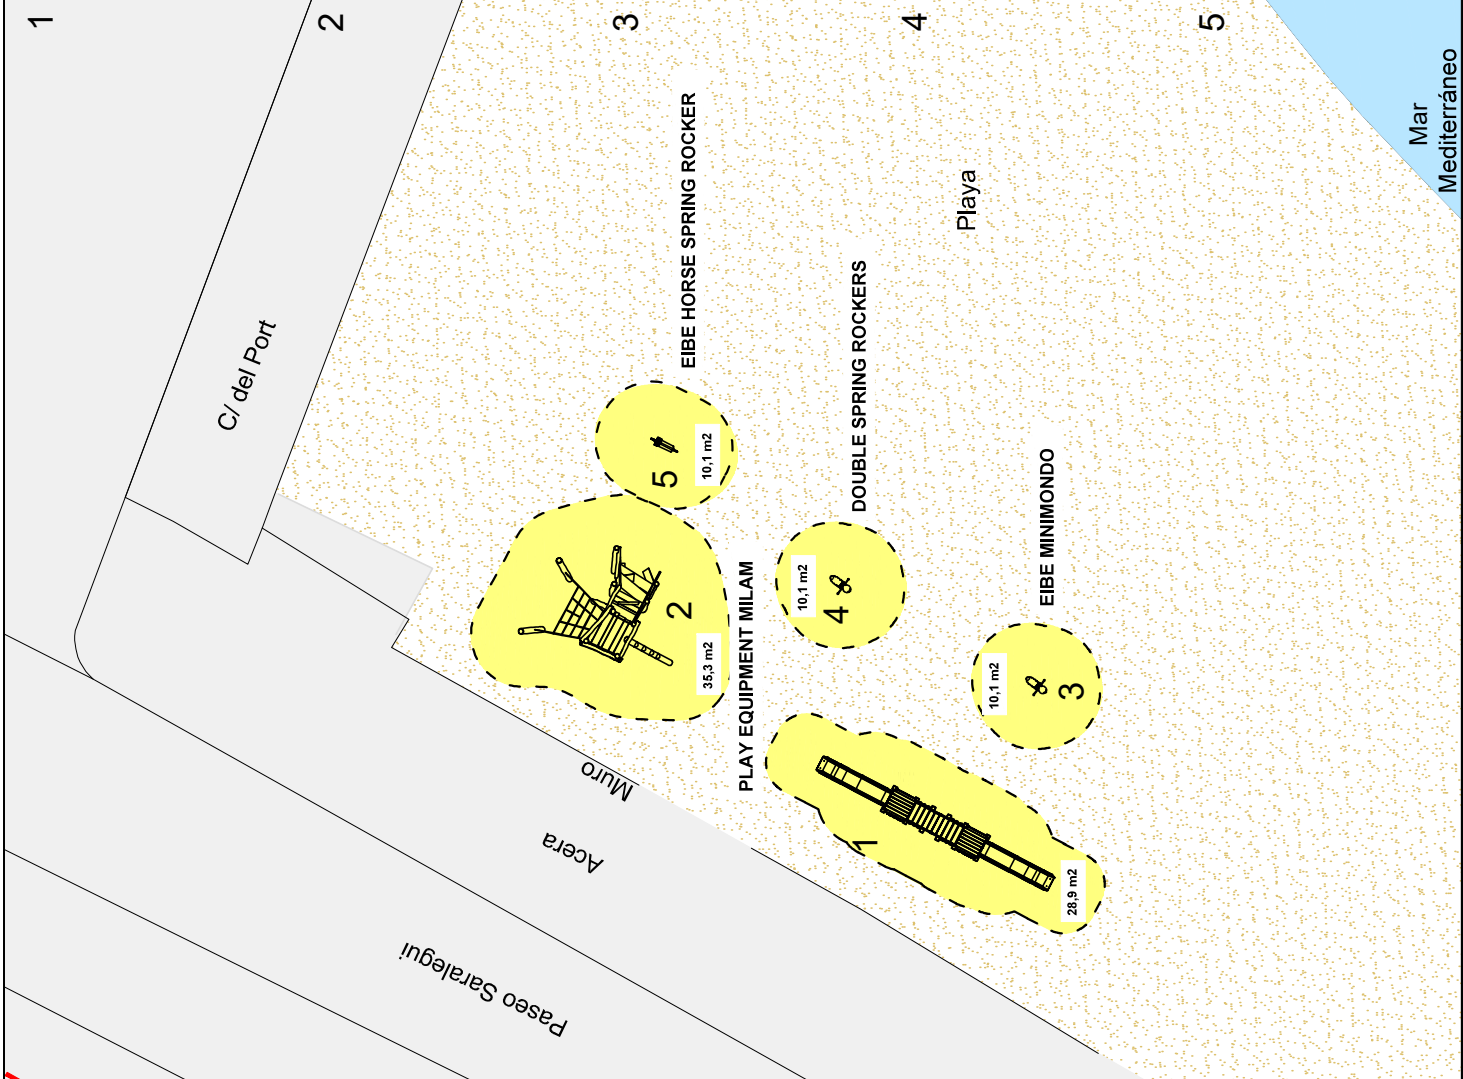 1
2
3
4
5
C/ del Port
EIBE HORSE SPRING ROCKER
Mar
Mediterráneo
Playa
DOUBLE SPRING ROCKERS
5
10,1 m2
EIBE MINIMONDO
2
35,3 m2
PLAY EQUIPMENT MILAM
10,1 m2
4
10,1 m2
3
Muro
Acera
1
28,9 m2
Paseo Saralegui